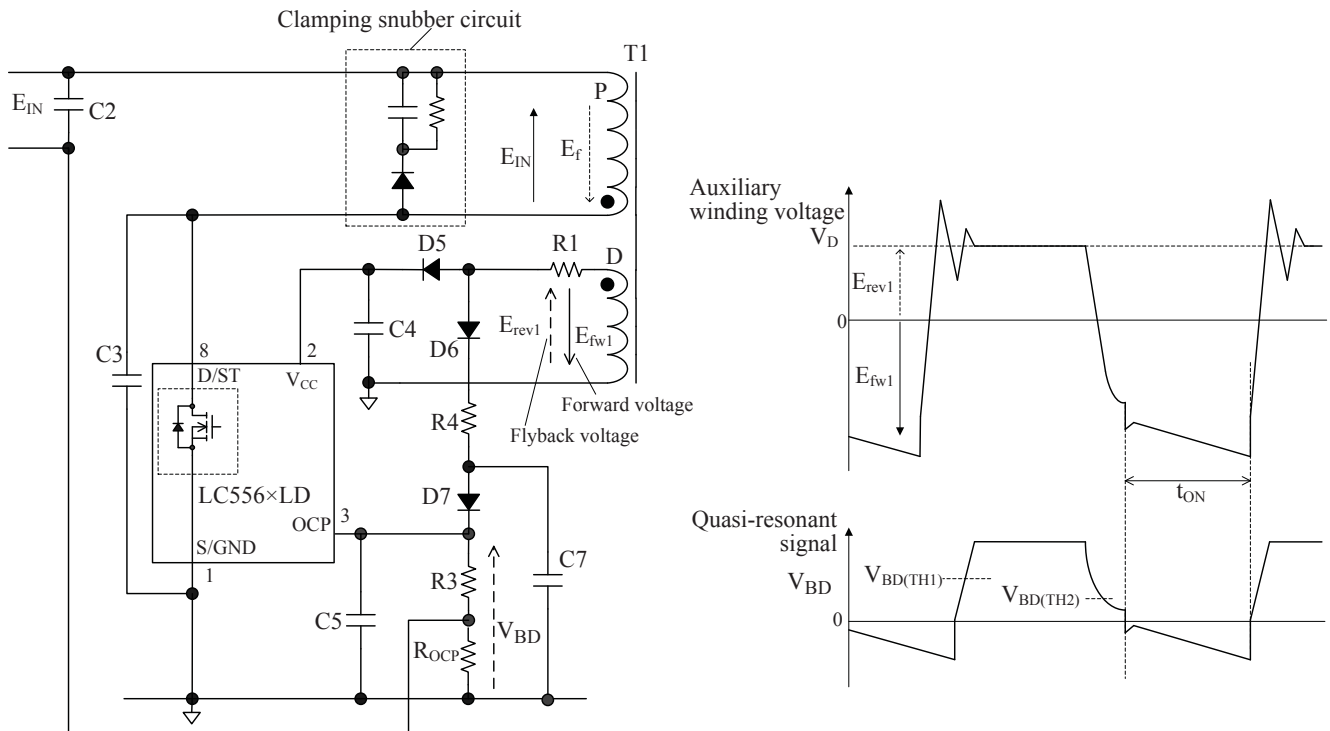 Clamping snubber circuit
T1
P
E_IN
C2
E_IN
E_f
D5
R1
D
C4
E_rev1
E_fw1
C3
8
2
D6
D/ST
V_CC
Forward voltage
R4
Flyback voltage
LC556×LD
D7
OCP
3
S/GND
1
R3
C7
C5
V_BD
R_OCP
Auxiliary
winding voltage
V_D
E_rev1
0
E_fw1
t_ON
Quasi-resonant
signal
V_BD
V_BD(TH1)
V_BD(TH2)
0